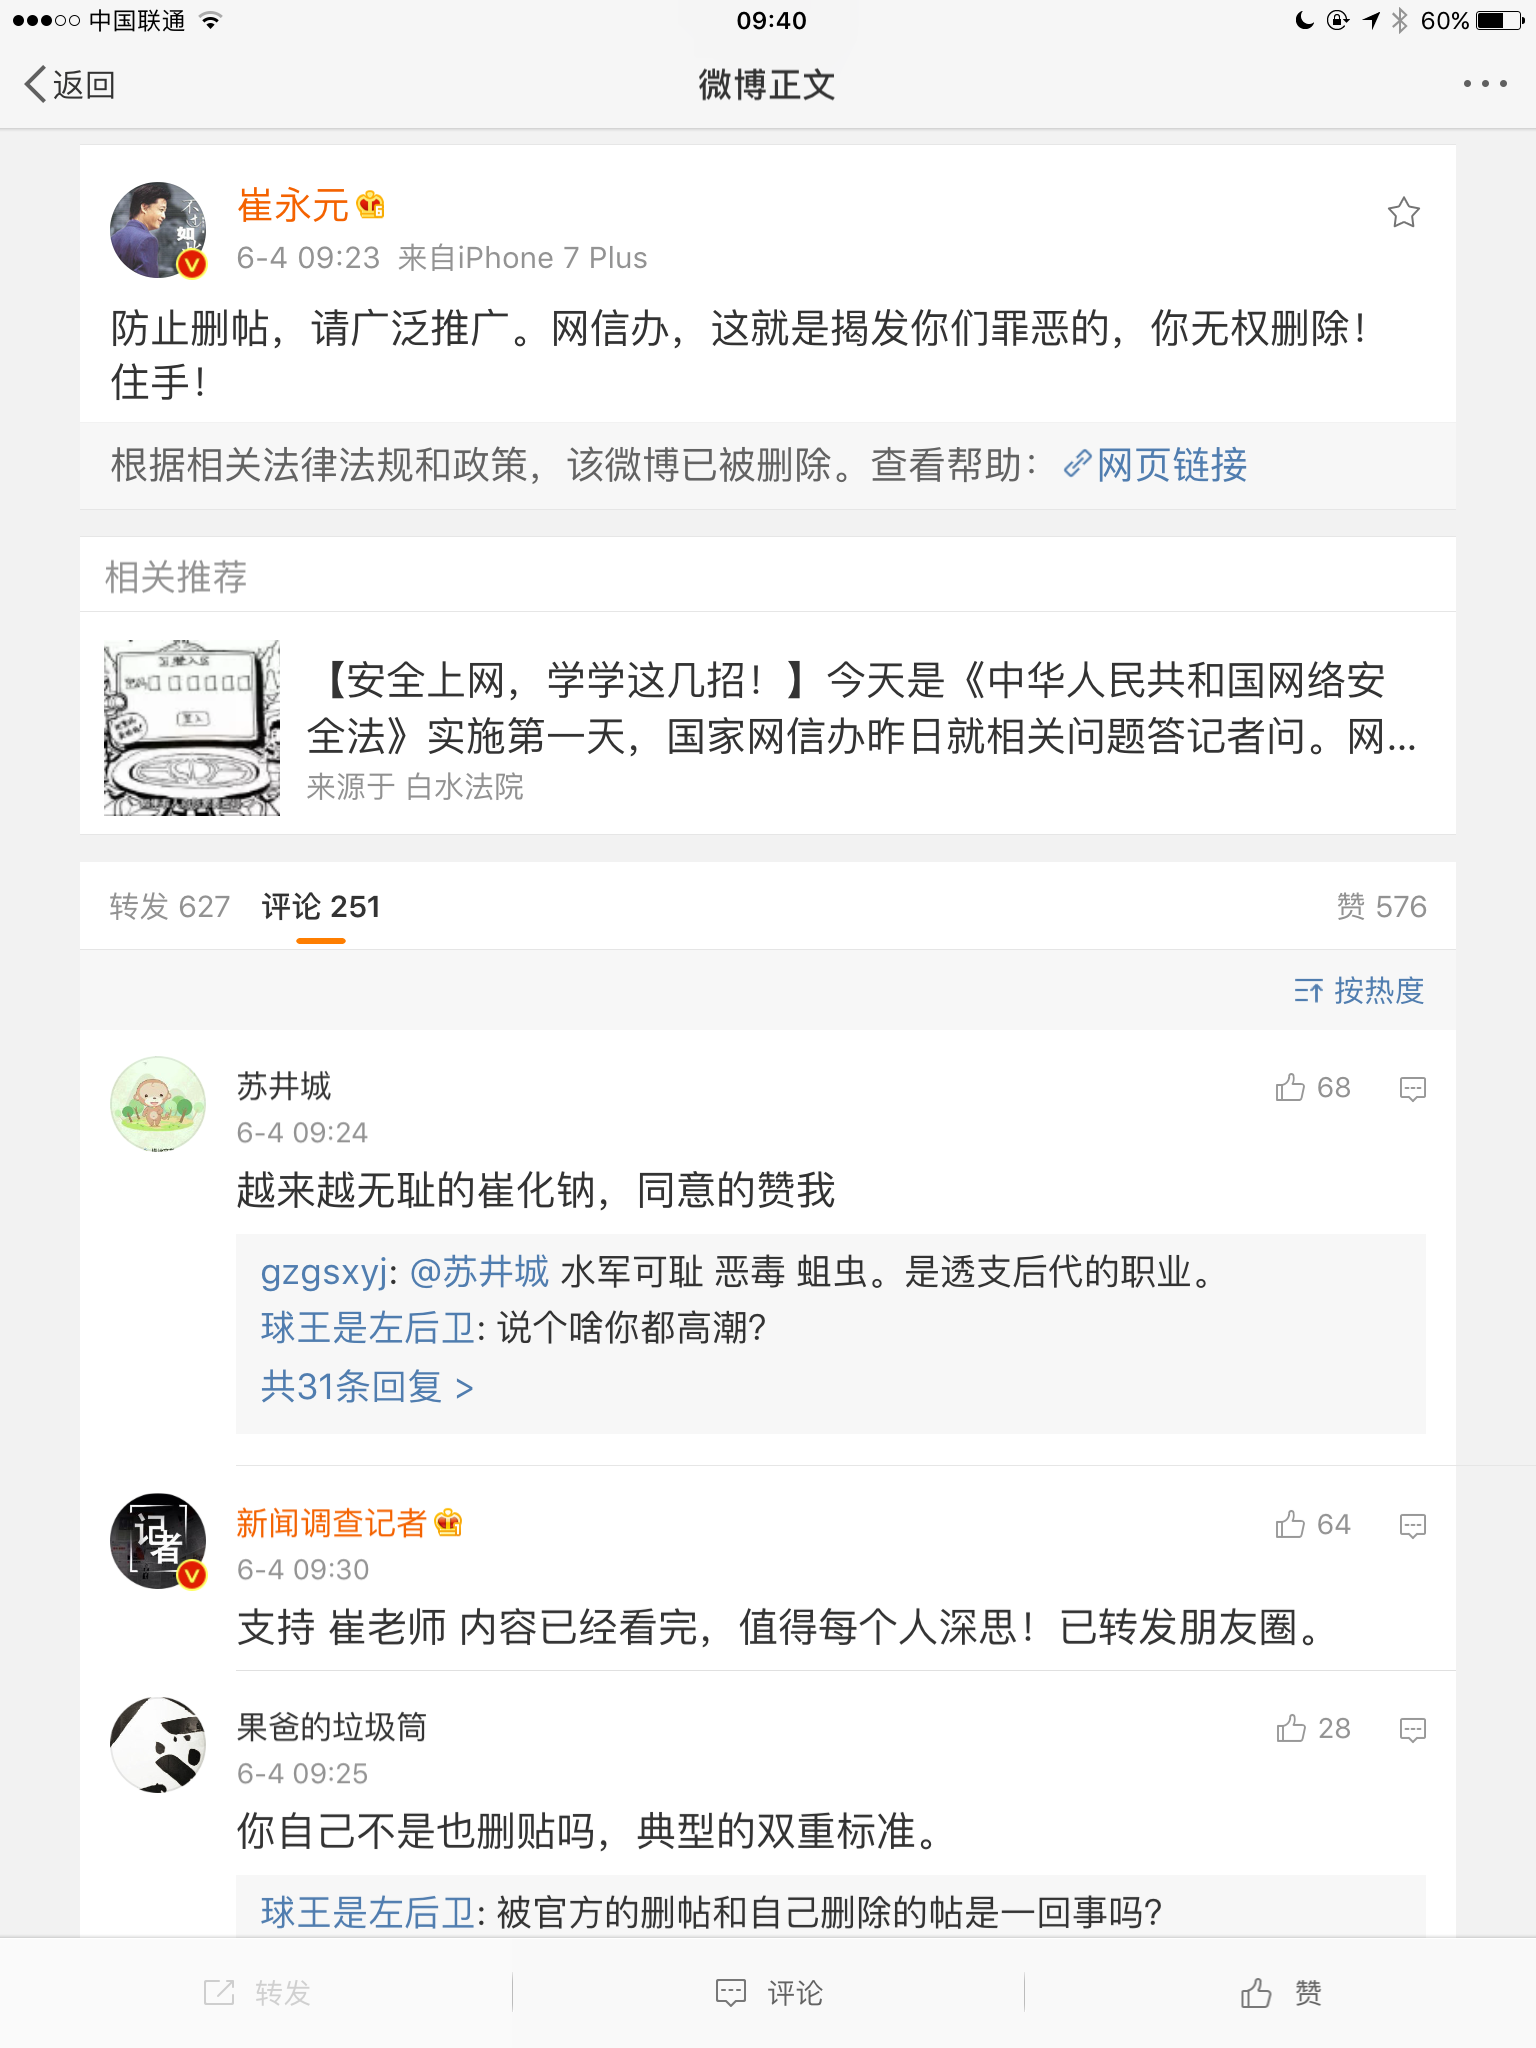 中国联通
09:40
60%
返回
微博正文
崔永元
6-4 09:23 来自iPhone 7 Plus
防止删帖，请广泛推广。网信办，这就是揭发你们罪恶的，你无权删除！
住手！
根据相关法律法规和政策，该微博已被删除。查看帮助：网页链接
相关推荐
【安全上网，学学这几招！】今天是《中华人民共和国网络安
全法》实施第一天，国家网信办昨日就相关问题答记者问。网...
来源于 白水法院
转发 627 评论 251 赞 576
按热度
苏井城
68
6-4 09:24
越来越无耻的崔化钠，同意的赞我
gzgsxyj: @苏井城 水军可耻 恶毒 蛆虫。是透支后代的职业。
球王是左后卫: 说个啥你都高潮?
共31条回复 >
记者
新闻调查记者
64
6-4 09:30
支持 崔老师 内容已经看完，值得每个人深思！已转发朋友圈。
果爸的垃圾筒
28
6-4 09:25
你自己不是也删贴吗，典型的双重标准。
球王是左后卫: 被官方的删帖和自己删除的帖是一回事吗?
转发 评论 赞